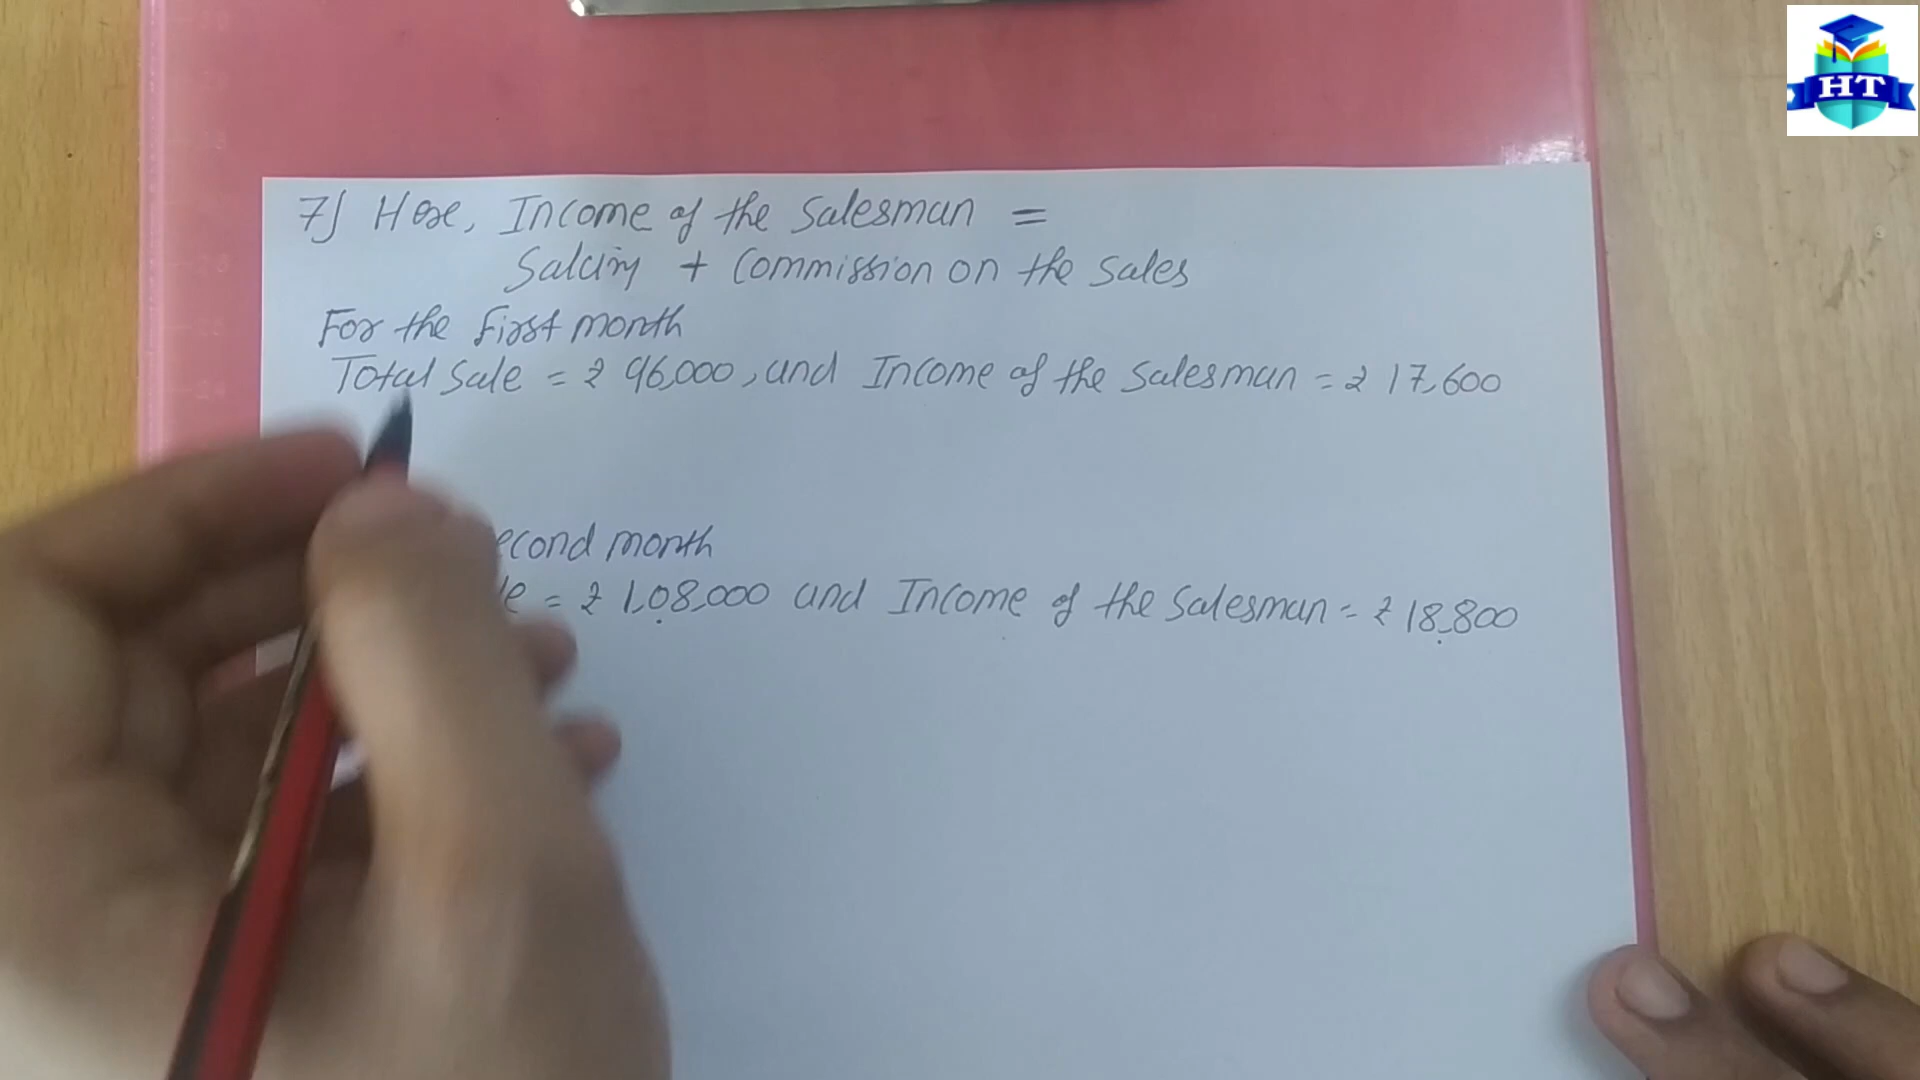 HT
7] Here, Income of the salesman =
Salary + Commission on the sales
For the first month
Total Sale = ₹ 96,000, and Income of the salesman = ₹ 17,600
econd month
le = ₹ 1,08,000 and Income of the salesman = ₹ 18,800